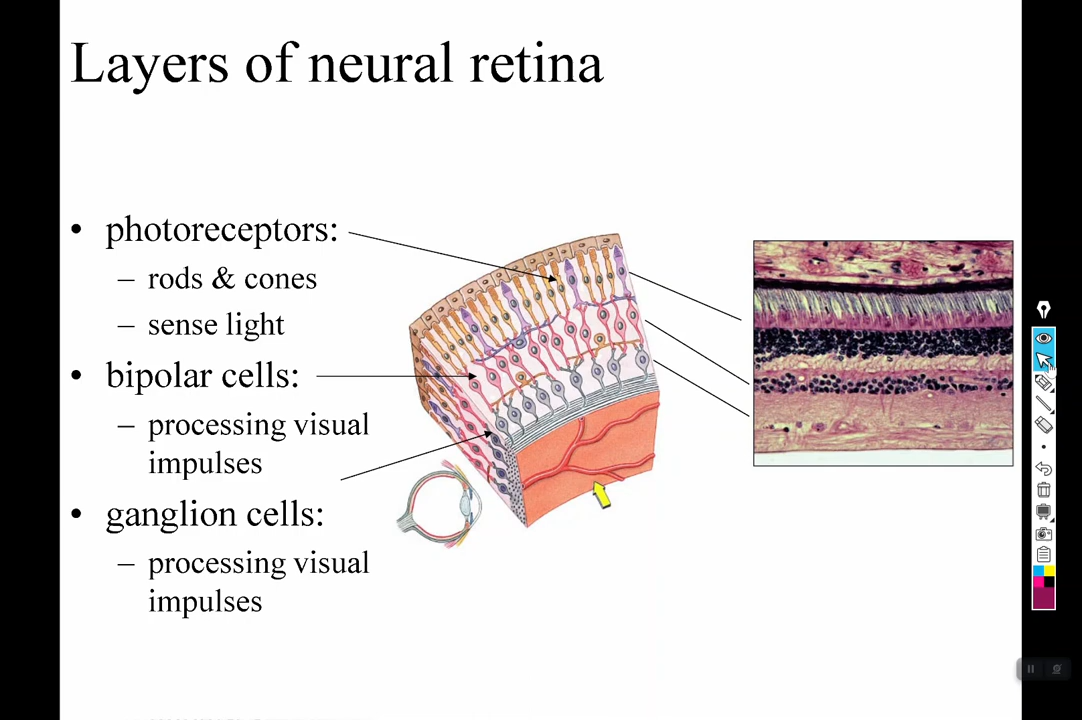 Layers of neural retina
• photoreceptors:
– rods & cones
– sense light
• bipolar cells:
– processing visual
impulses
• ganglion cells:
– processing visual
impulses